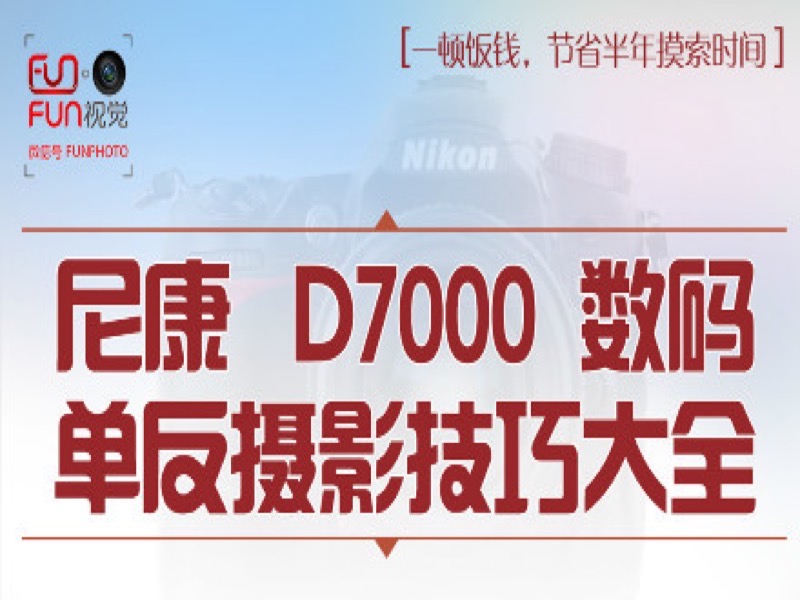 FUN
FUN视觉
微信号 FUNPHOTO
[一顿饭钱，节省半年摸索时间]
Nikon
尼康 D7000 数码
单反摄影技巧大全